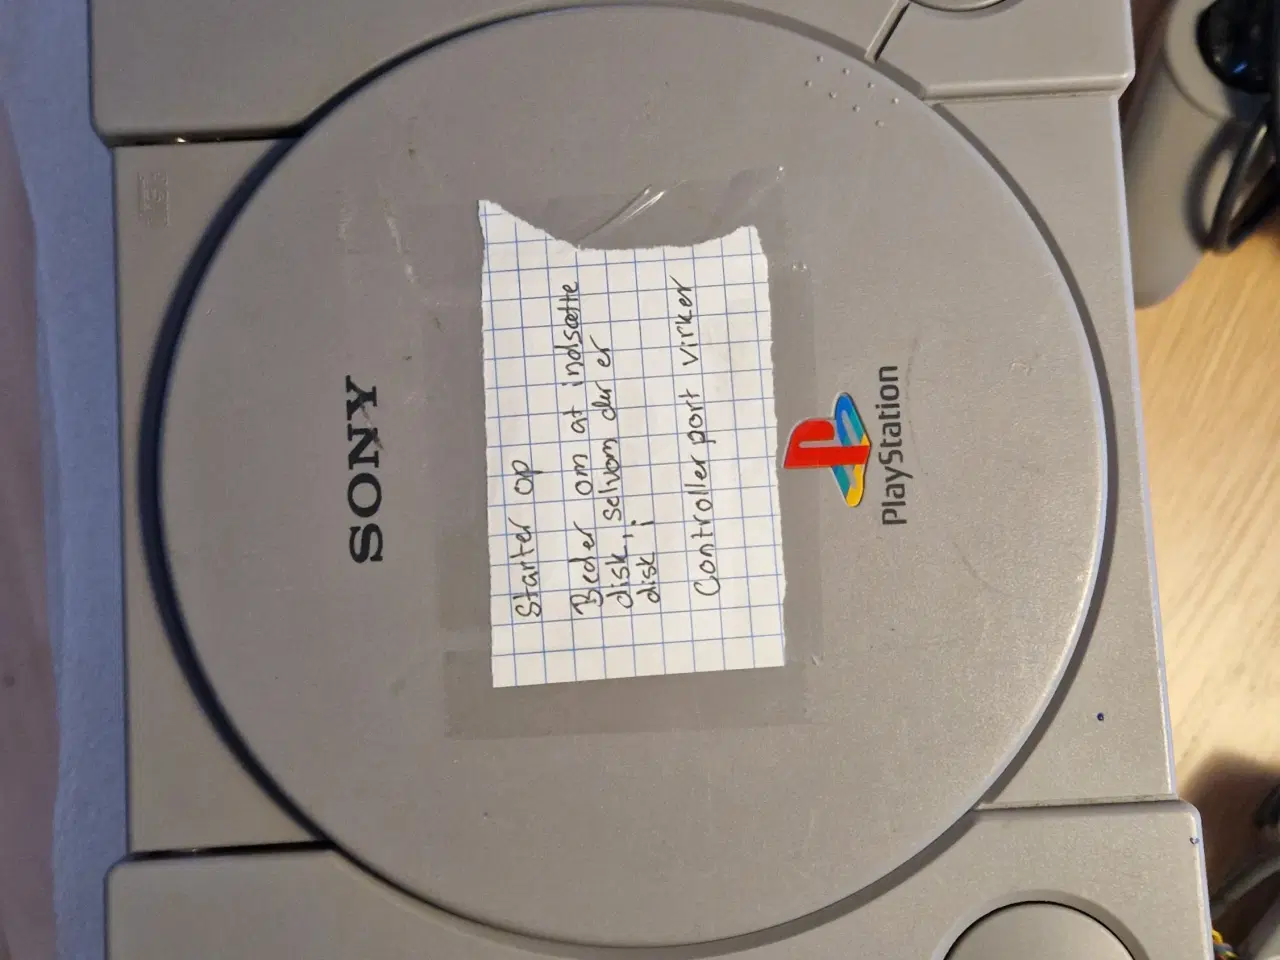 SONY
Starter op
Beder om at indsætte
disk, selvom der er
disk i
Controller port virker
PlayStation